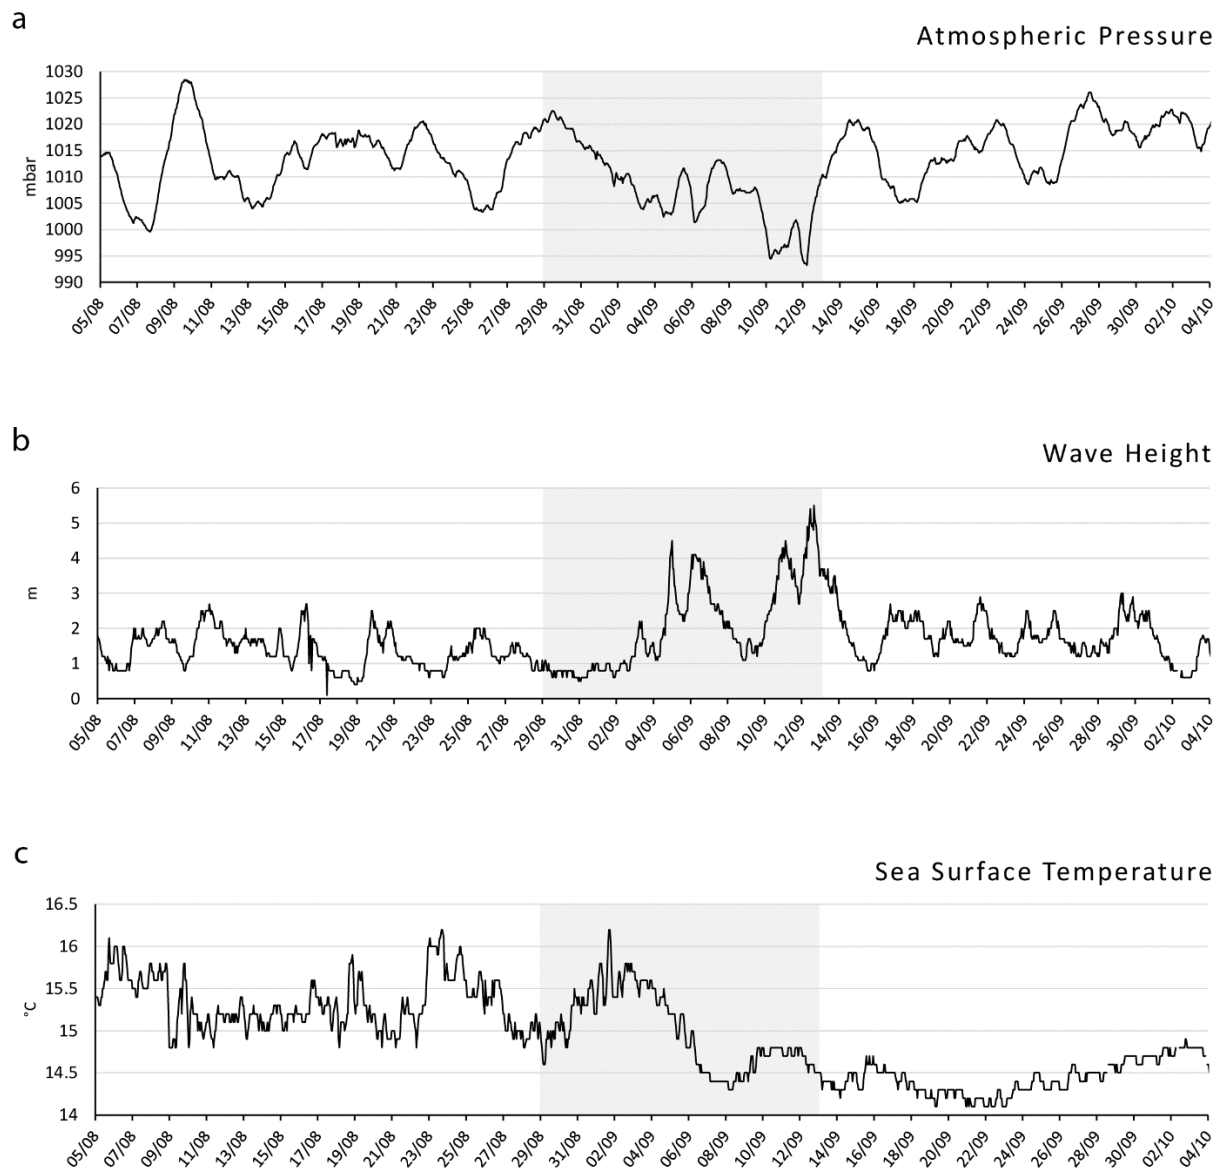 a
Atmospheric Pressure
1030
1025
1020
1015
1010
1005
1000
995
990
mbar
05/08 07/08 09/08 11/08 13/08 15/08 17/08 19/08 21/08 23/08 25/08 27/08 29/08 31/08 02/09 04/09 06/09 08/09 10/09 12/09 14/09 16/09 18/09 20/09 22/09 24/09 26/09 28/09 30/09 02/10 04/10
b
Wave Height
6
5
4
3
2
1
0
m
05/08 07/08 09/08 11/08 13/08 15/08 17/08 19/08 21/08 23/08 25/08 27/08 29/08 31/08 02/09 04/09 06/09 08/09 10/09 12/09 14/09 16/09 18/09 20/09 22/09 24/09 26/09 28/09 30/09 02/10 04/10
c
Sea Surface Temperature
16.5
16
15.5
15
14.5
14
°C
05/08 07/08 09/08 11/08 13/08 15/08 17/08 19/08 21/08 23/08 25/08 27/08 29/08 31/08 02/09 04/09 06/09 08/09 10/09 12/09 14/09 16/09 18/09 20/09 22/09 24/09 26/09 28/09 30/09 02/10 04/10